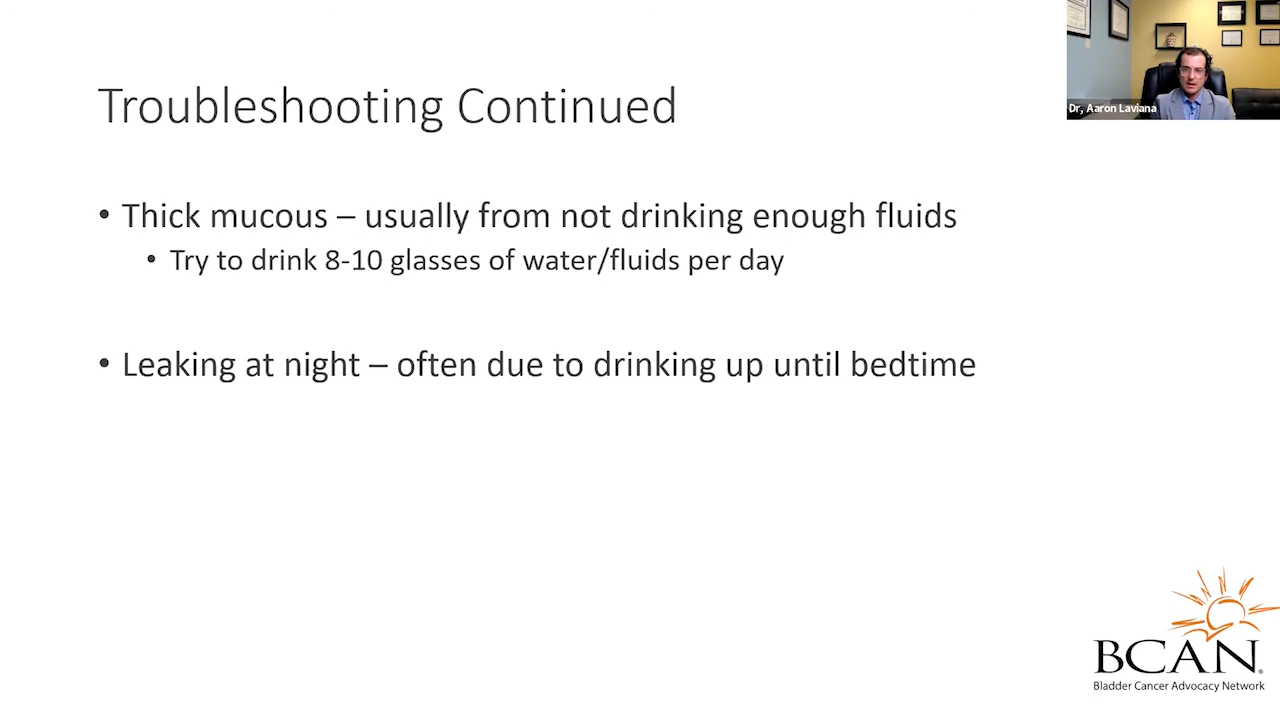 Troubleshooting Continued
Dr, Aaron Laviana
• Thick mucous – usually from not drinking enough fluids
• Try to drink 8-10 glasses of water/fluids per day
• Leaking at night – often due to drinking up until bedtime
BCAN®
Bladder Cancer Advocacy Network